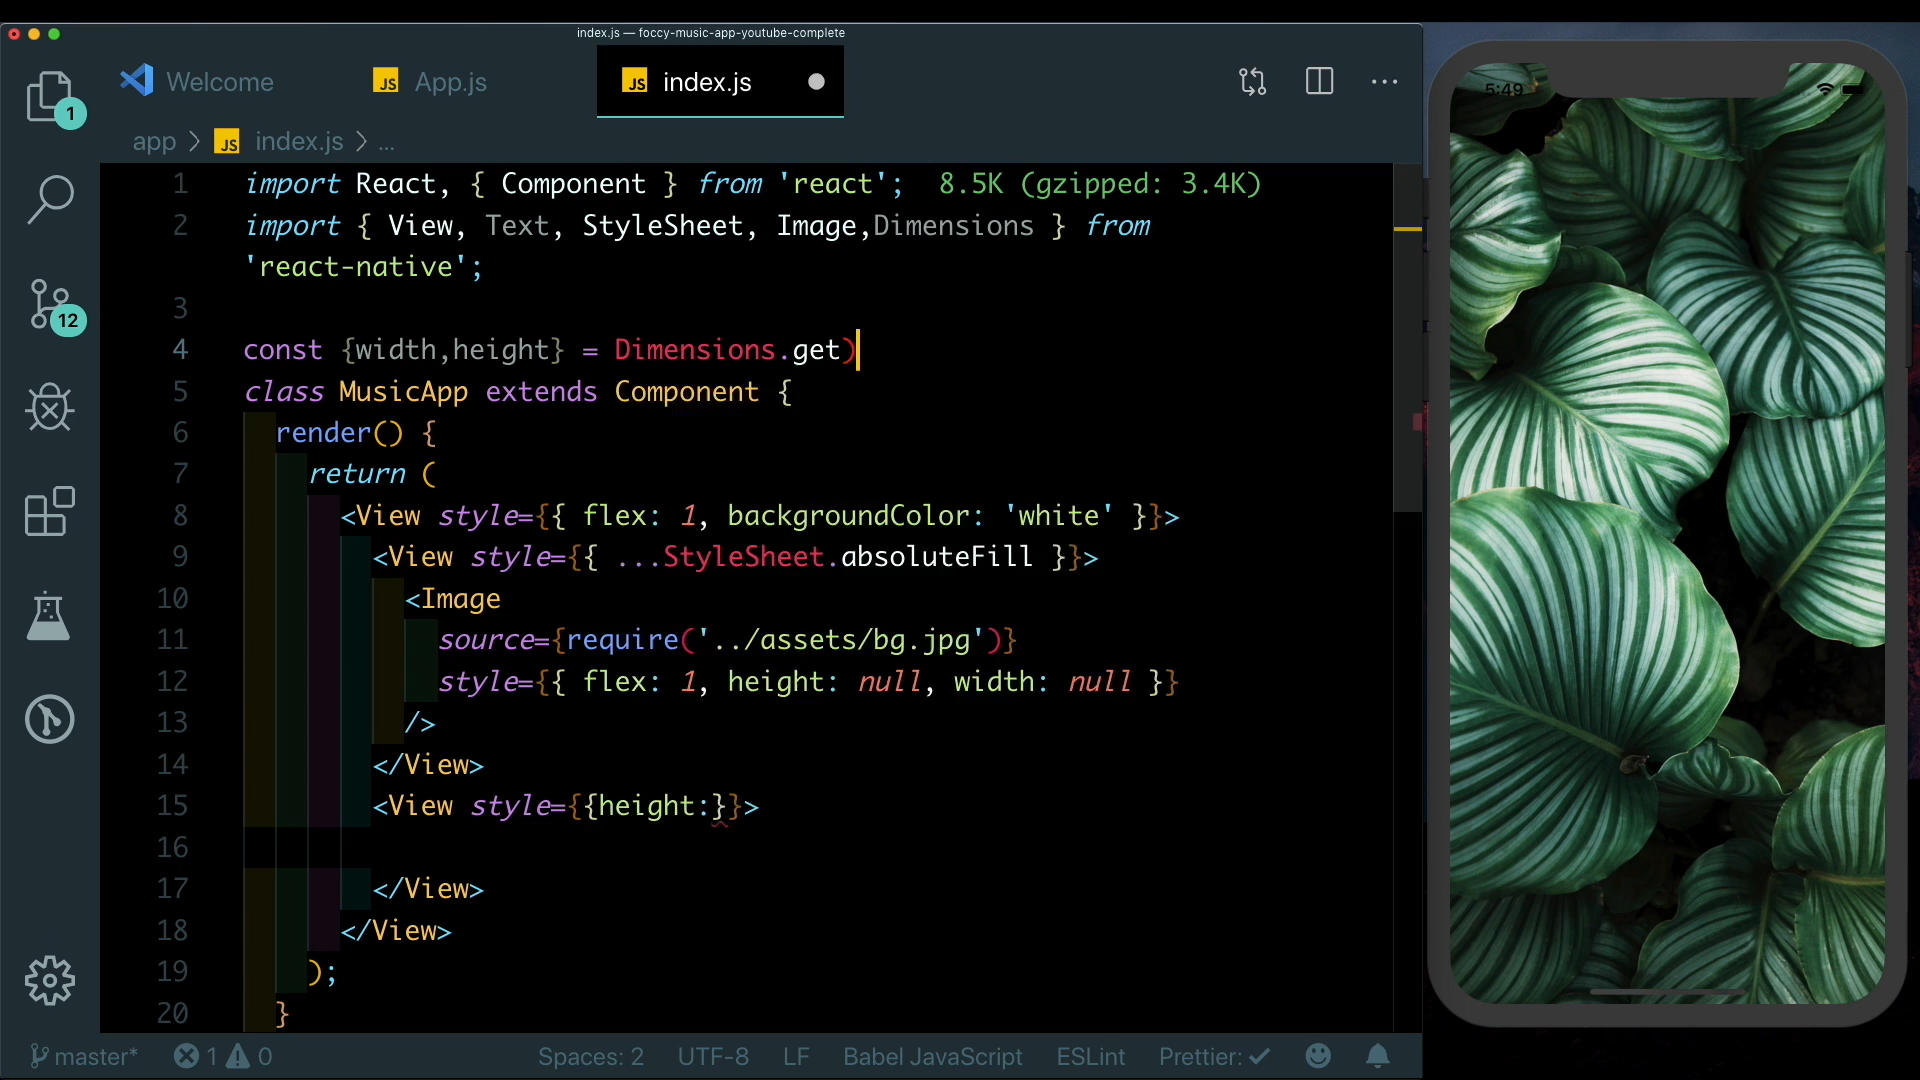 index.js — foccy-music-app-youtube-complete
Welcome
JS App.js
JS index.js
app > JS index.js > ...
1
12
1 import React, { Component } from 'react';  8.5K (gzipped: 3.4K)
2 import { View, Text, StyleSheet, Image,Dimensions } from
'react-native';
3
4 const {width,height} = Dimensions.get)
5 class MusicApp extends Component {
6 render() {
7 return (
8 <View style={{ flex: 1, backgroundColor: 'white' }}>
9 <View style={{ ...StyleSheet.absoluteFill }}>
10 <Image
11 source={require('../assets/bg.jpg')}
12 style={{ flex: 1, height: null, width: null }}
13 />
14 </View>
15 <View style={{height:}}>
16
17 </View>
18 </View>
19 );
20 }
master* 1 0 Spaces: 2 UTF-8 LF Babel JavaScript ESLint Prettier: ✓
5:49